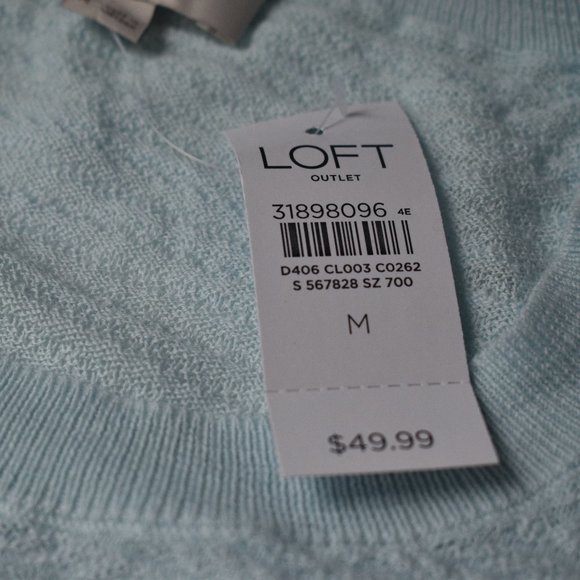 LOFT
OUTLET
31898096 4E
D406 CL003 C0262
S 567828 SZ 700
M
$49.99